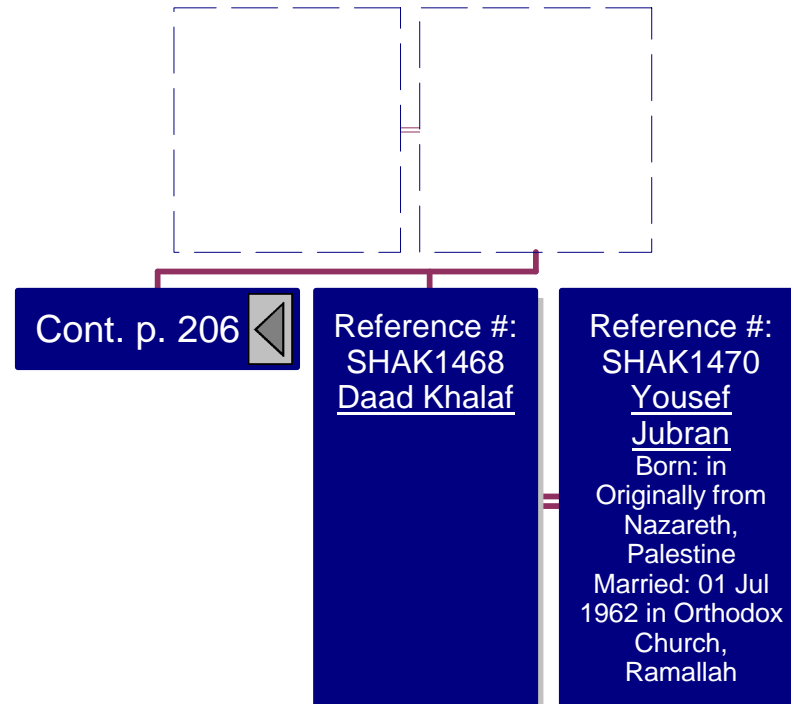 Cont. p. 206
Reference #:
SHAK1468
Daad Khalaf
Reference #:
SHAK1470
Yousef
Jubran
Born: in
Originally from
Nazareth,
Palestine
Married: 01 Jul
1962 in Orthodox
Church,
Ramallah